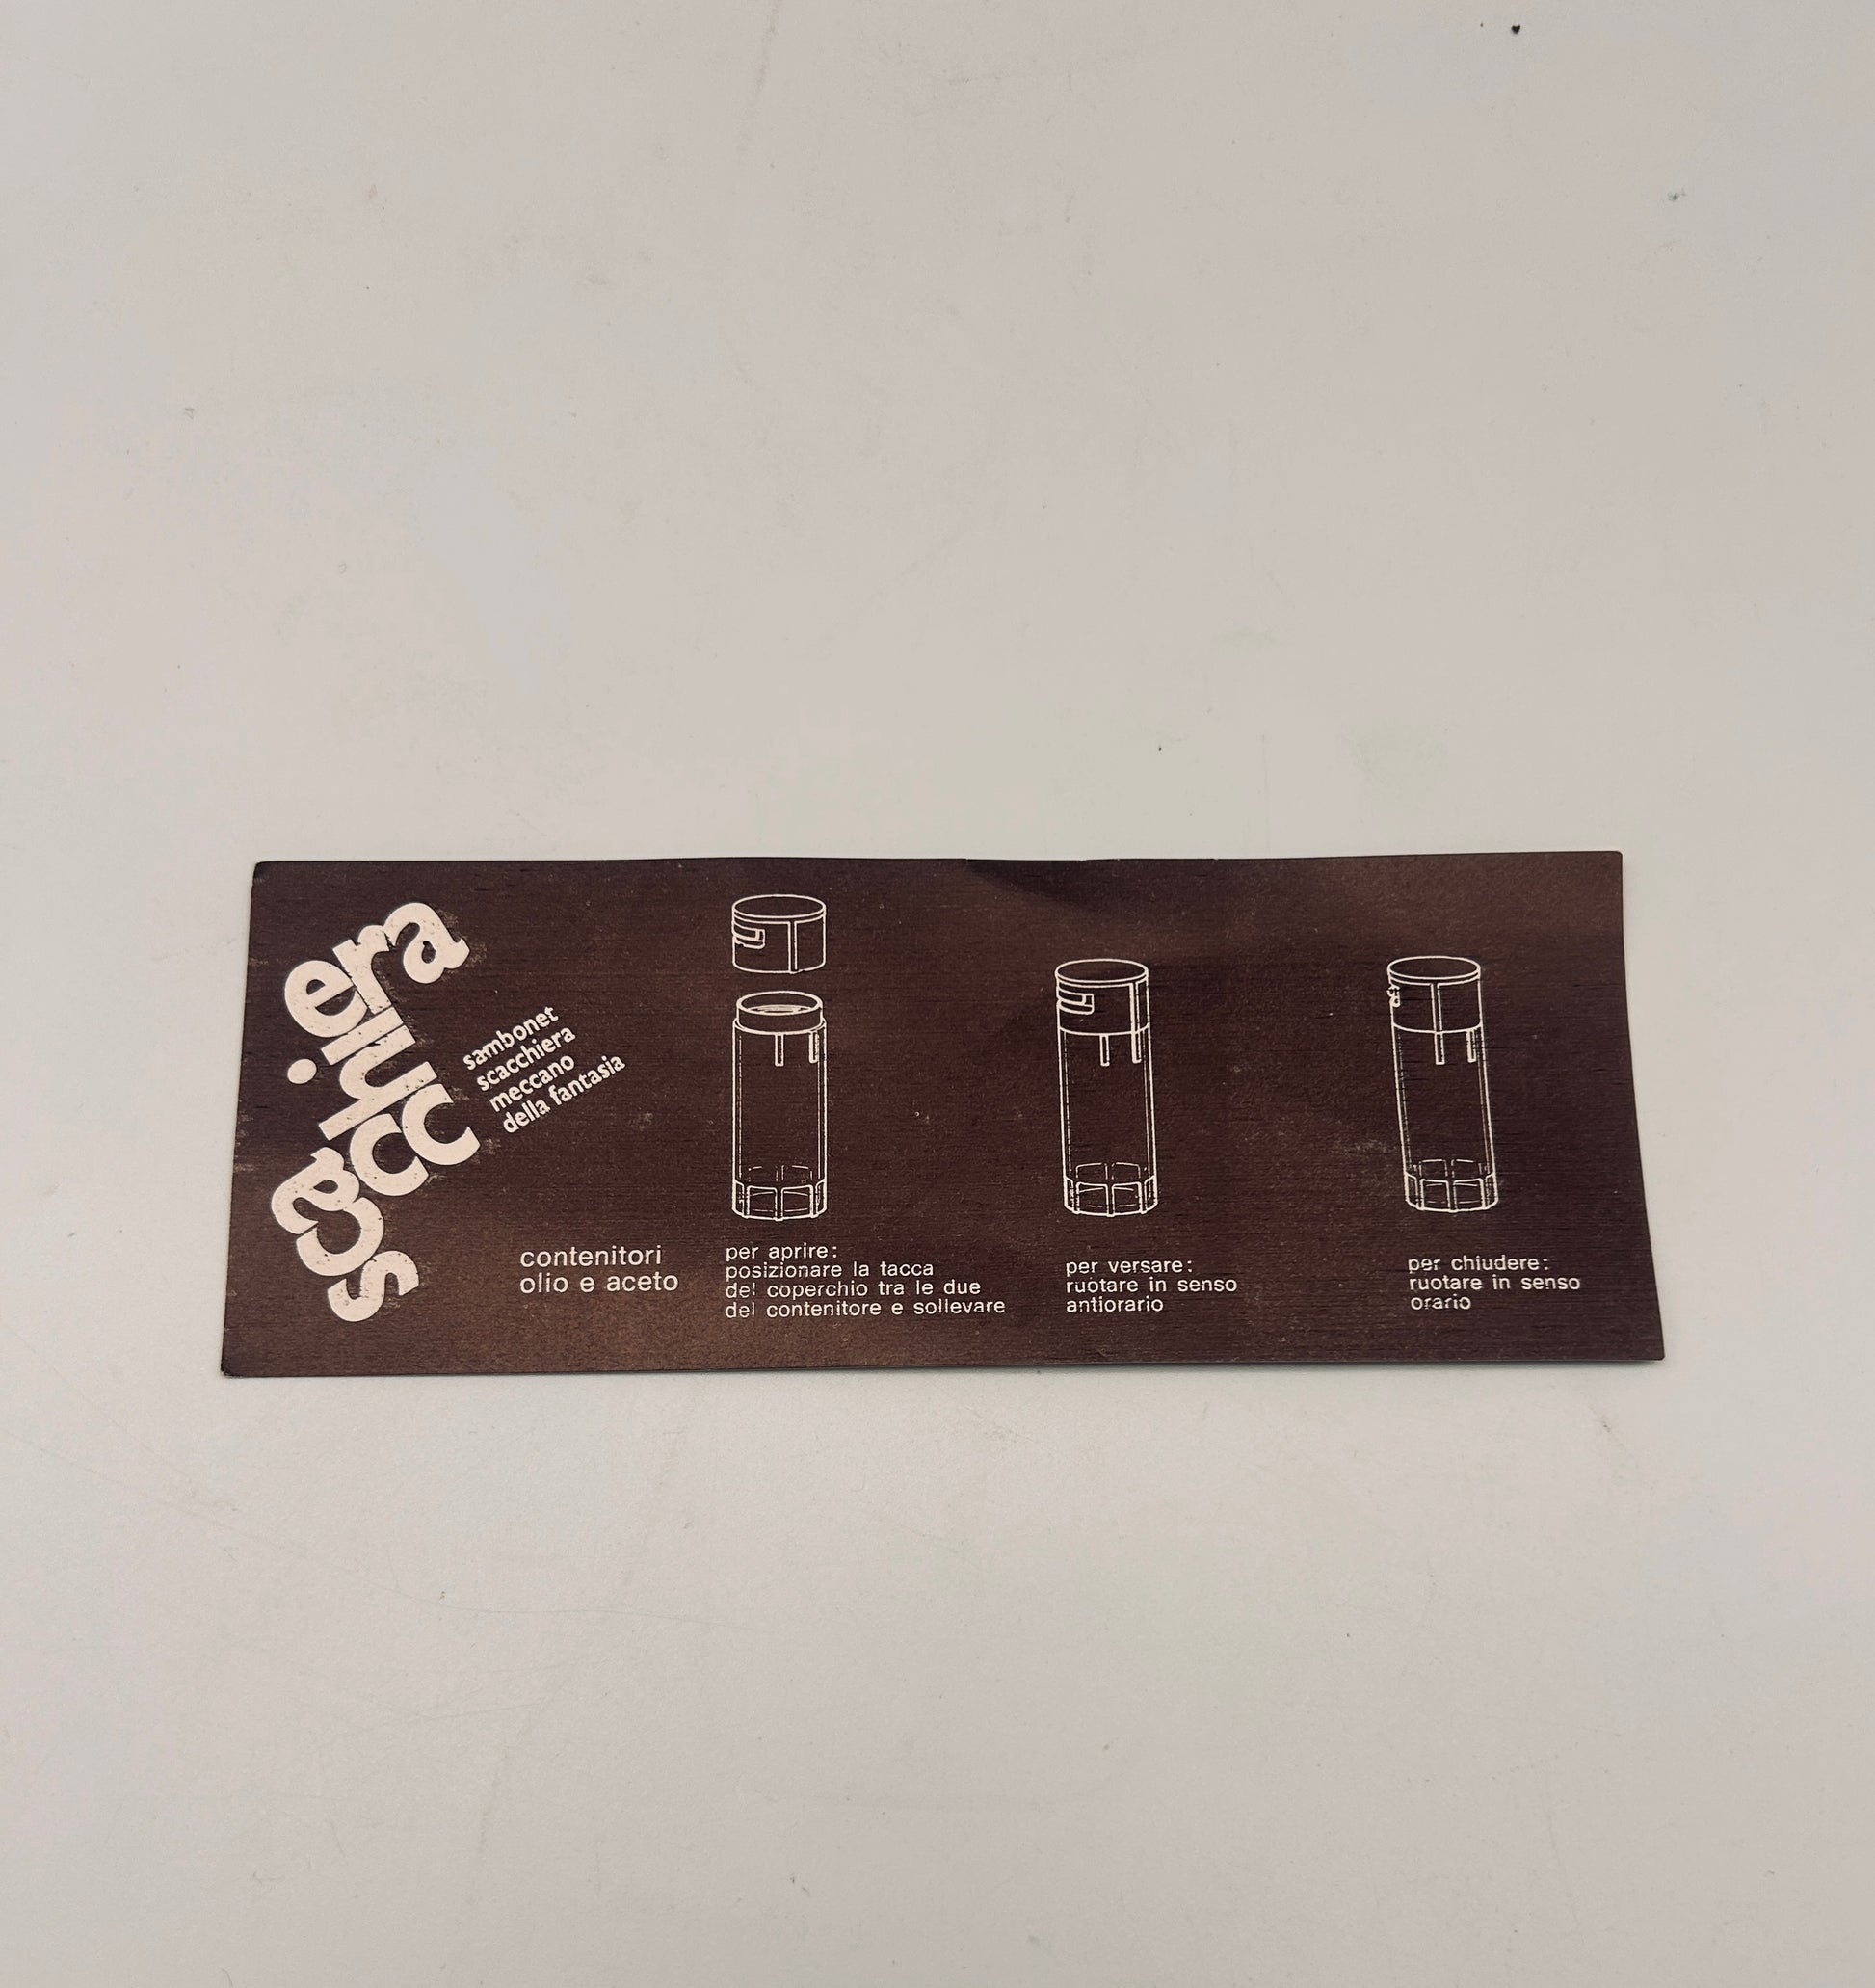 scacchiera
sambonet
scacchiera
meccano
della fantasia
contenitori
olio e aceto
per aprire:
posizionare la tacca
del coperchio tra le due
del contenitore e sollevare
per versare:
ruotare in senso
antiorario
per chiudere:
ruotare in senso
orario